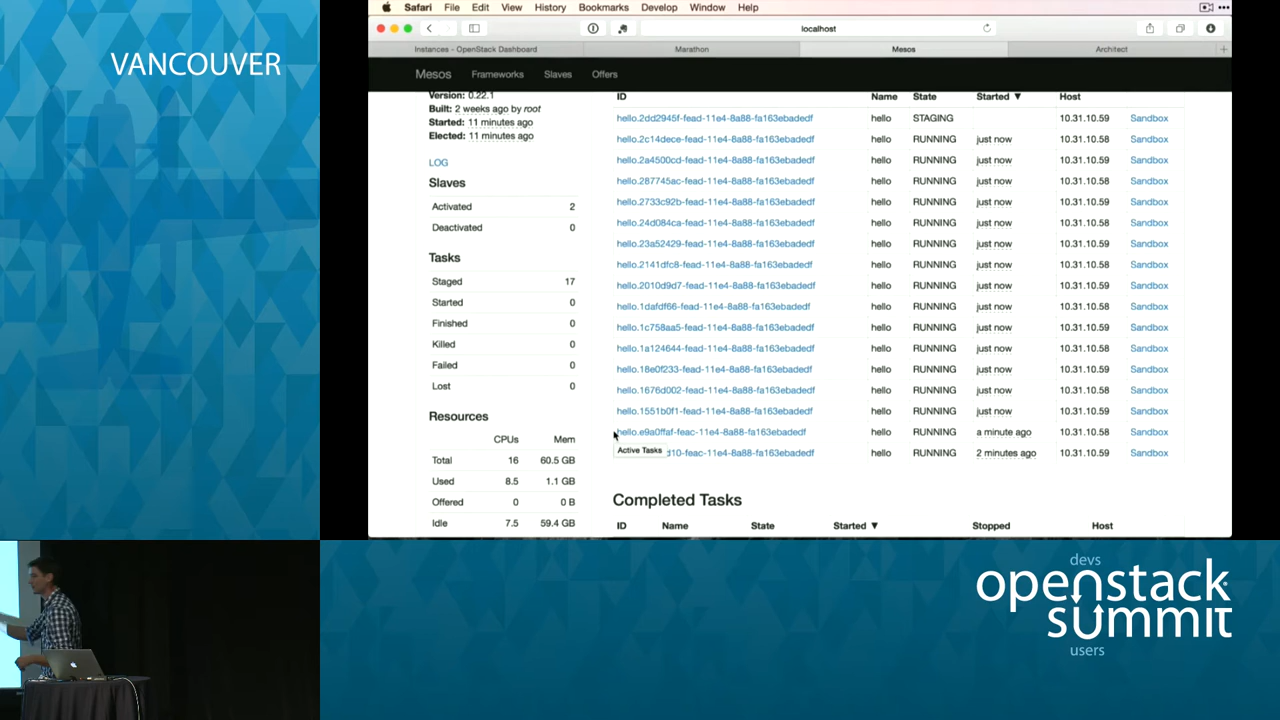 VANCOUVER
Safari File Edit View History Bookmarks Develop Window Help
localhost
Instances - OpenStack Dashboard Marathon Mesos Architect
Mesos Frameworks Slaves Offers
Version: 0.22.1
Built: 2 weeks ago by root
Started: 11 minutes ago
Elected: 11 minutes ago
LOG
Slaves
Activated 2
Deactivated 0
Tasks
Staged 17
Started 0
Finished 0
Killed 0
Failed 0
Lost 0
Resources
CPUs Mem
Total 16 60.5 GB
Used 8.5 1.1 GB
Offered 0 0 B
Idle 7.5 59.4 GB
ID Name State Started ▼ Host
hello.2dd2945f-fead-11e4-8a88-fa163ebadedf hello STAGING 10.31.10.59 Sandbox
hello.2c14dece-fead-11e4-8a88-fa163ebadedf hello RUNNING just now 10.31.10.58 Sandbox
hello.2a4500cd-fead-11e4-8a88-fa163ebadedf hello RUNNING just now 10.31.10.59 Sandbox
hello.287745ac-fead-11e4-8a88-fa163ebadedf hello RUNNING just now 10.31.10.58 Sandbox
hello.2733c92b-fead-11e4-8a88-fa163ebadedf hello RUNNING just now 10.31.10.59 Sandbox
hello.24d084ca-fead-11e4-8a88-fa163ebadedf hello RUNNING just now 10.31.10.58 Sandbox
hello.23a52429-fead-11e4-8a88-fa163ebadedf hello RUNNING just now 10.31.10.59 Sandbox
hello.2141dfc8-fead-11e4-8a88-fa163ebadedf hello RUNNING just now 10.31.10.58 Sandbox
hello.2010d9d7-fead-11e4-8a88-fa163ebadedf hello RUNNING just now 10.31.10.59 Sandbox
hello.1dafdf66-fead-11e4-8a88-fa163ebadedf hello RUNNING just now 10.31.10.58 Sandbox
hello.1c758aa5-fead-11e4-8a88-fa163ebadedf hello RUNNING just now 10.31.10.59 Sandbox
hello.1a124644-fead-11e4-8a88-fa163ebadedf hello RUNNING just now 10.31.10.58 Sandbox
hello.18e0f233-fead-11e4-8a88-fa163ebadedf hello RUNNING just now 10.31.10.59 Sandbox
hello.1676d002-fead-11e4-8a88-fa163ebadedf hello RUNNING just now 10.31.10.58 Sandbox
hello.1551b0f1-fead-11e4-8a88-fa163ebadedf hello RUNNING just now 10.31.10.59 Sandbox
hello.e9a0ffaf-feac-11e4-8a88-fa163ebadedf hello RUNNING a minute ago 10.31.10.58 Sandbox
Active Tasks d10-feac-11e4-8a88-fa163ebadedf hello RUNNING 2 minutes ago 10.31.10.59 Sandbox
Completed Tasks
ID Name State Started ▼ Stopped Host
devs
openstack
summit
users